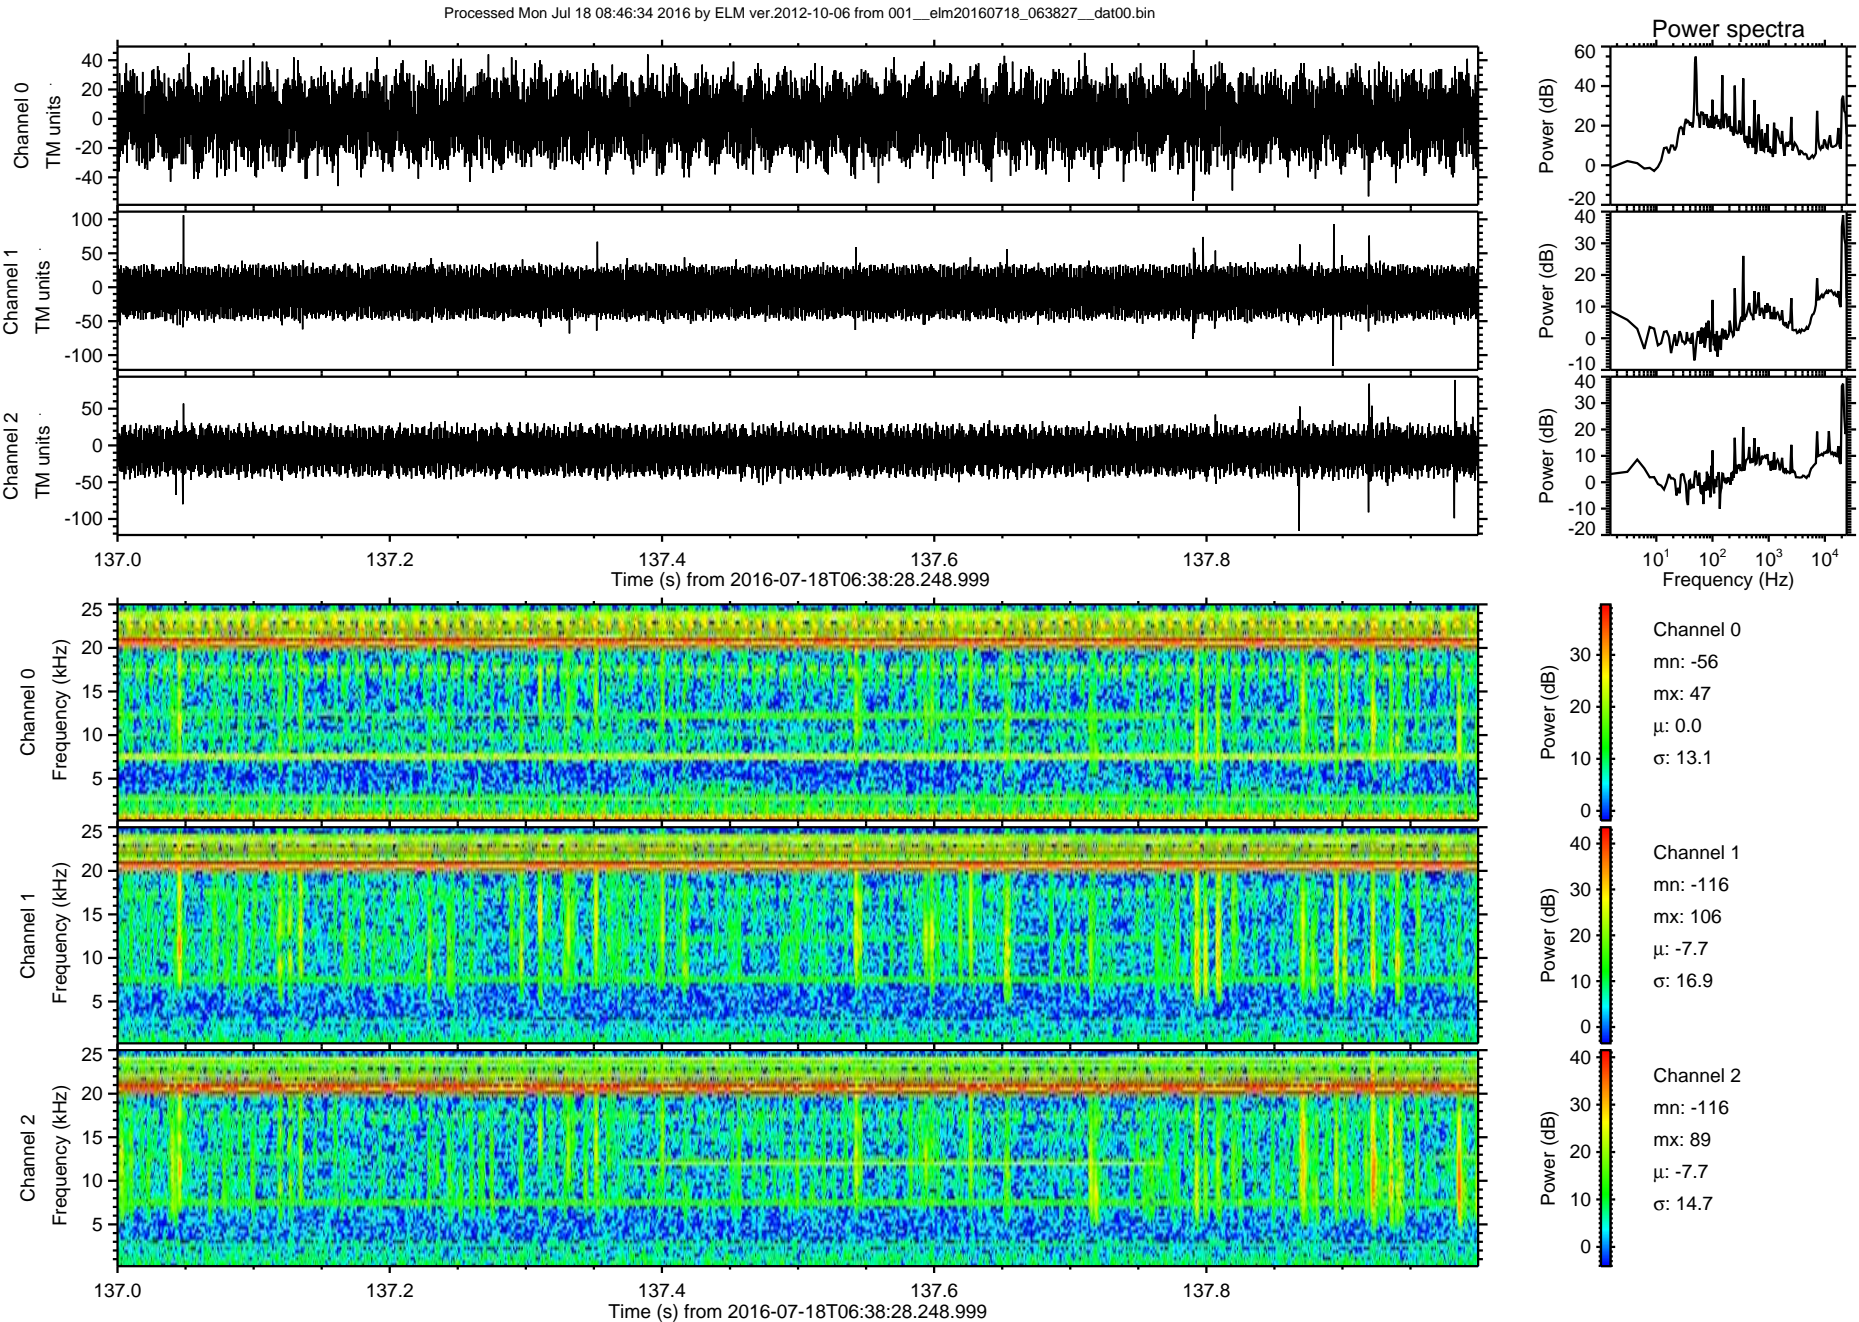 Processed Mon Jul 18 08:46:34 2016 by ELM ver.2012-10-06 from 001__elm20160718_063827__dat00.bin
Power spectra
Channel 0
TM units
40
20
0
-20
-40
Power (dB)
60
40
20
0
-20
Channel 1
TM units
100
50
0
-50
-100
Power (dB)
40
30
20
10
0
-10
Channel 2
TM units
50
0
-50
-100
Power (dB)
40
30
20
10
0
-10
-20
137.0 137.2 137.4 137.6 137.8
Time (s) from 2016-07-18T06:38:28.248.999
10^1 10^2 10^3 10^4
Frequency (Hz)
Channel 0
Frequency (kHz)
25
20
15
10
5
Power (dB)
30
20
10
0
Channel 0
mn: -56
mx: 47
μ: 0.0
σ: 13.1
Channel 1
Frequency (kHz)
25
20
15
10
5
Power (dB)
40
30
20
10
0
Channel 1
mn: -116
mx: 106
μ: -7.7
σ: 16.9
Channel 2
Frequency (kHz)
25
20
15
10
5
Power (dB)
40
30
20
10
0
Channel 2
mn: -116
mx: 89
μ: -7.7
σ: 14.7
137.0 137.2 137.4 137.6 137.8
Time (s) from 2016-07-18T06:38:28.248.999